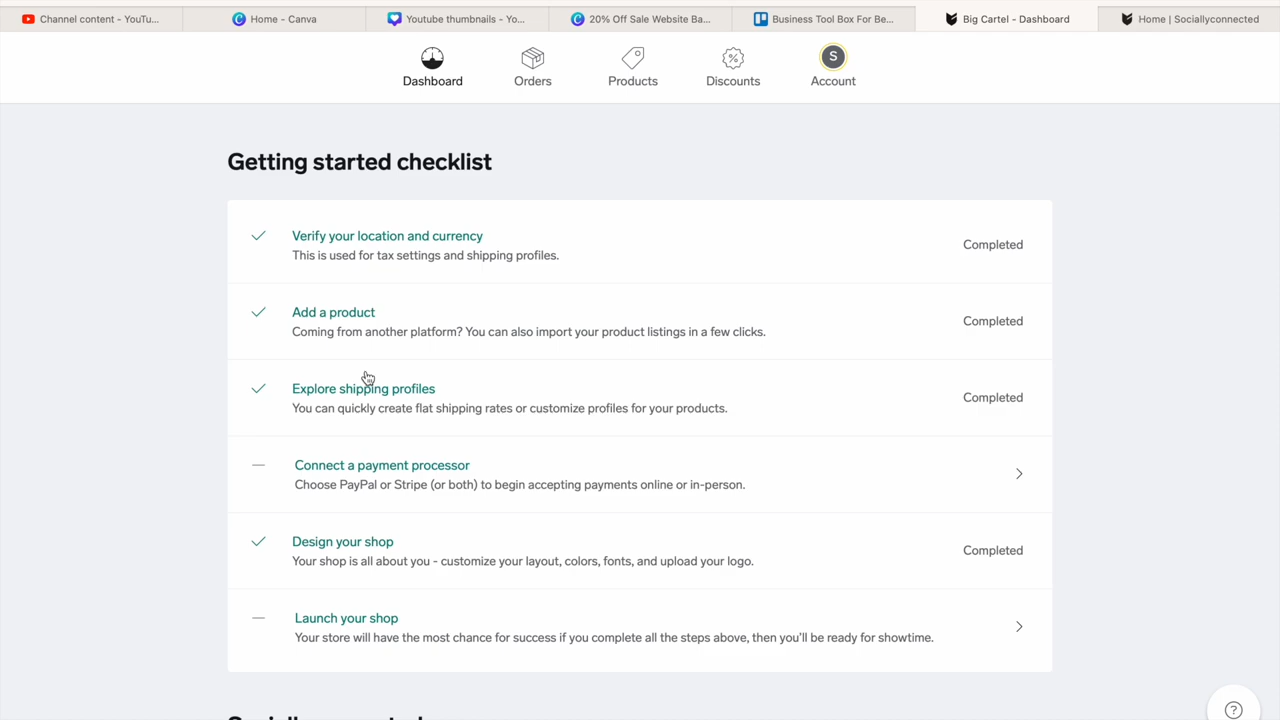 Channel content - YouTu...
Home - Canva
Youtube thumbnails - Yo...
20% Off Sale Website Ba...
Business Tool Box For Be...
Big Cartel - Dashboard
Home | Sociallyconnected
Dashboard
Orders
Products
Discounts
S
Account
Getting started checklist
Verify your location and currency
This is used for tax settings and shipping profiles.
Completed
Add a product
Coming from another platform? You can also import your product listings in a few clicks.
Completed
Explore shipping profiles
You can quickly create flat shipping rates or customize profiles for your products.
Completed
Connect a payment processor
Choose PayPal or Stripe (or both) to begin accepting payments online or in-person.
Design your shop
Your shop is all about you - customize your layout, colors, fonts, and upload your logo.
Completed
Launch your shop
Your store will have the most chance for success if you complete all the steps above, then you'll be ready for showtime.